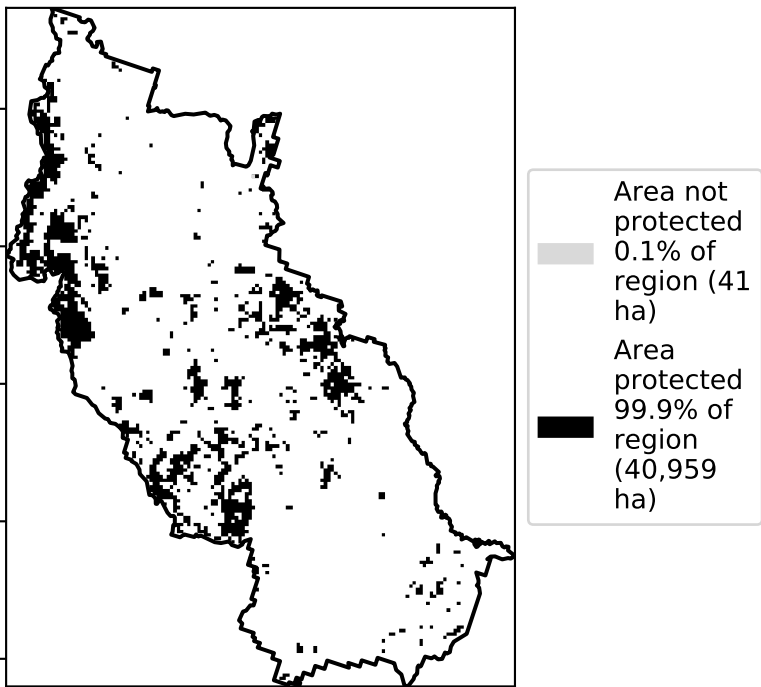 Area not
protected
0.1% of
region (41
ha)
Area
protected
99.9% of
region
(40,959
ha)